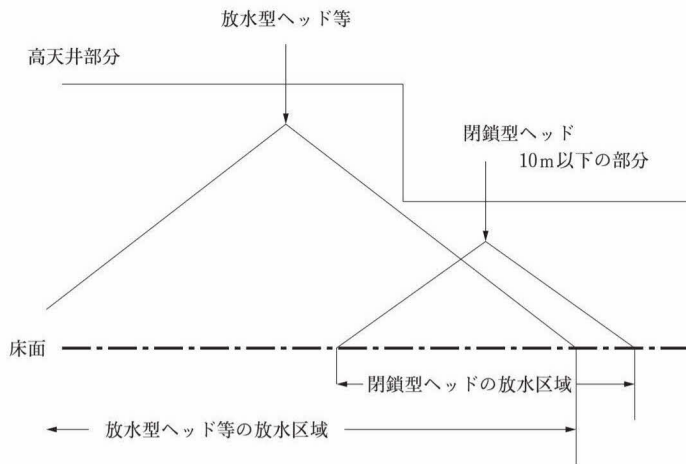 放水型ヘッド等
高天井部分
閉鎖型ヘッド
10m以下の部分
床面
閉鎖型ヘッドの放水区域
放水型ヘッド等の放水区域